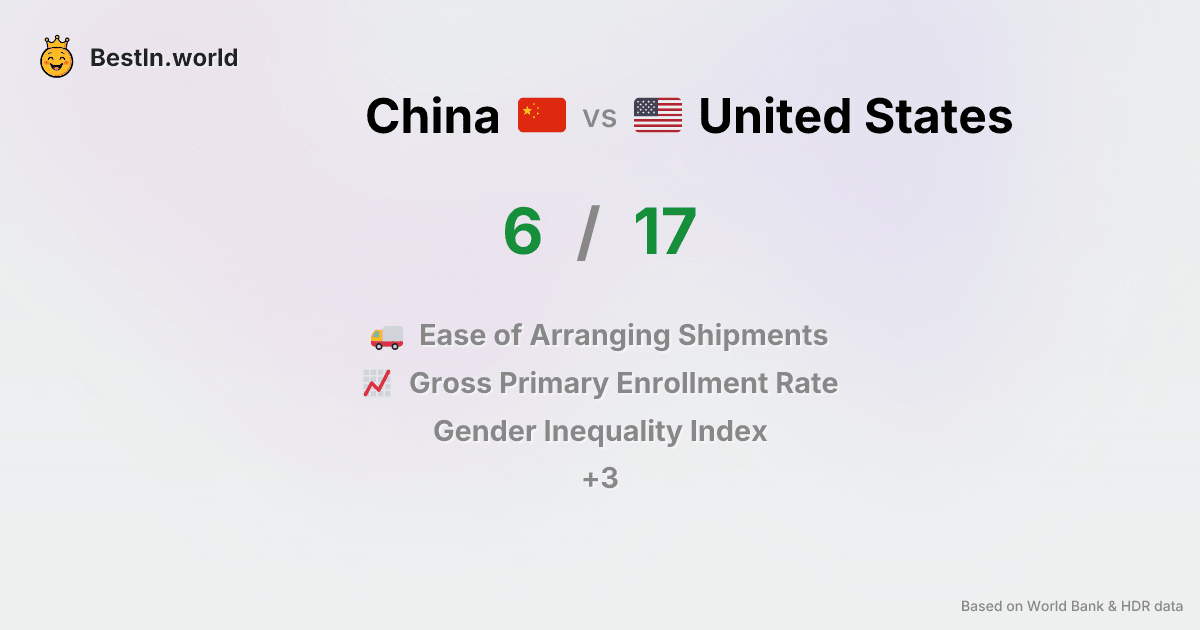 BestIn.world
China vs United States
6 / 17
Ease of Arranging Shipments
Gross Primary Enrollment Rate
Gender Inequality Index
+3
Based on World Bank & HDR data